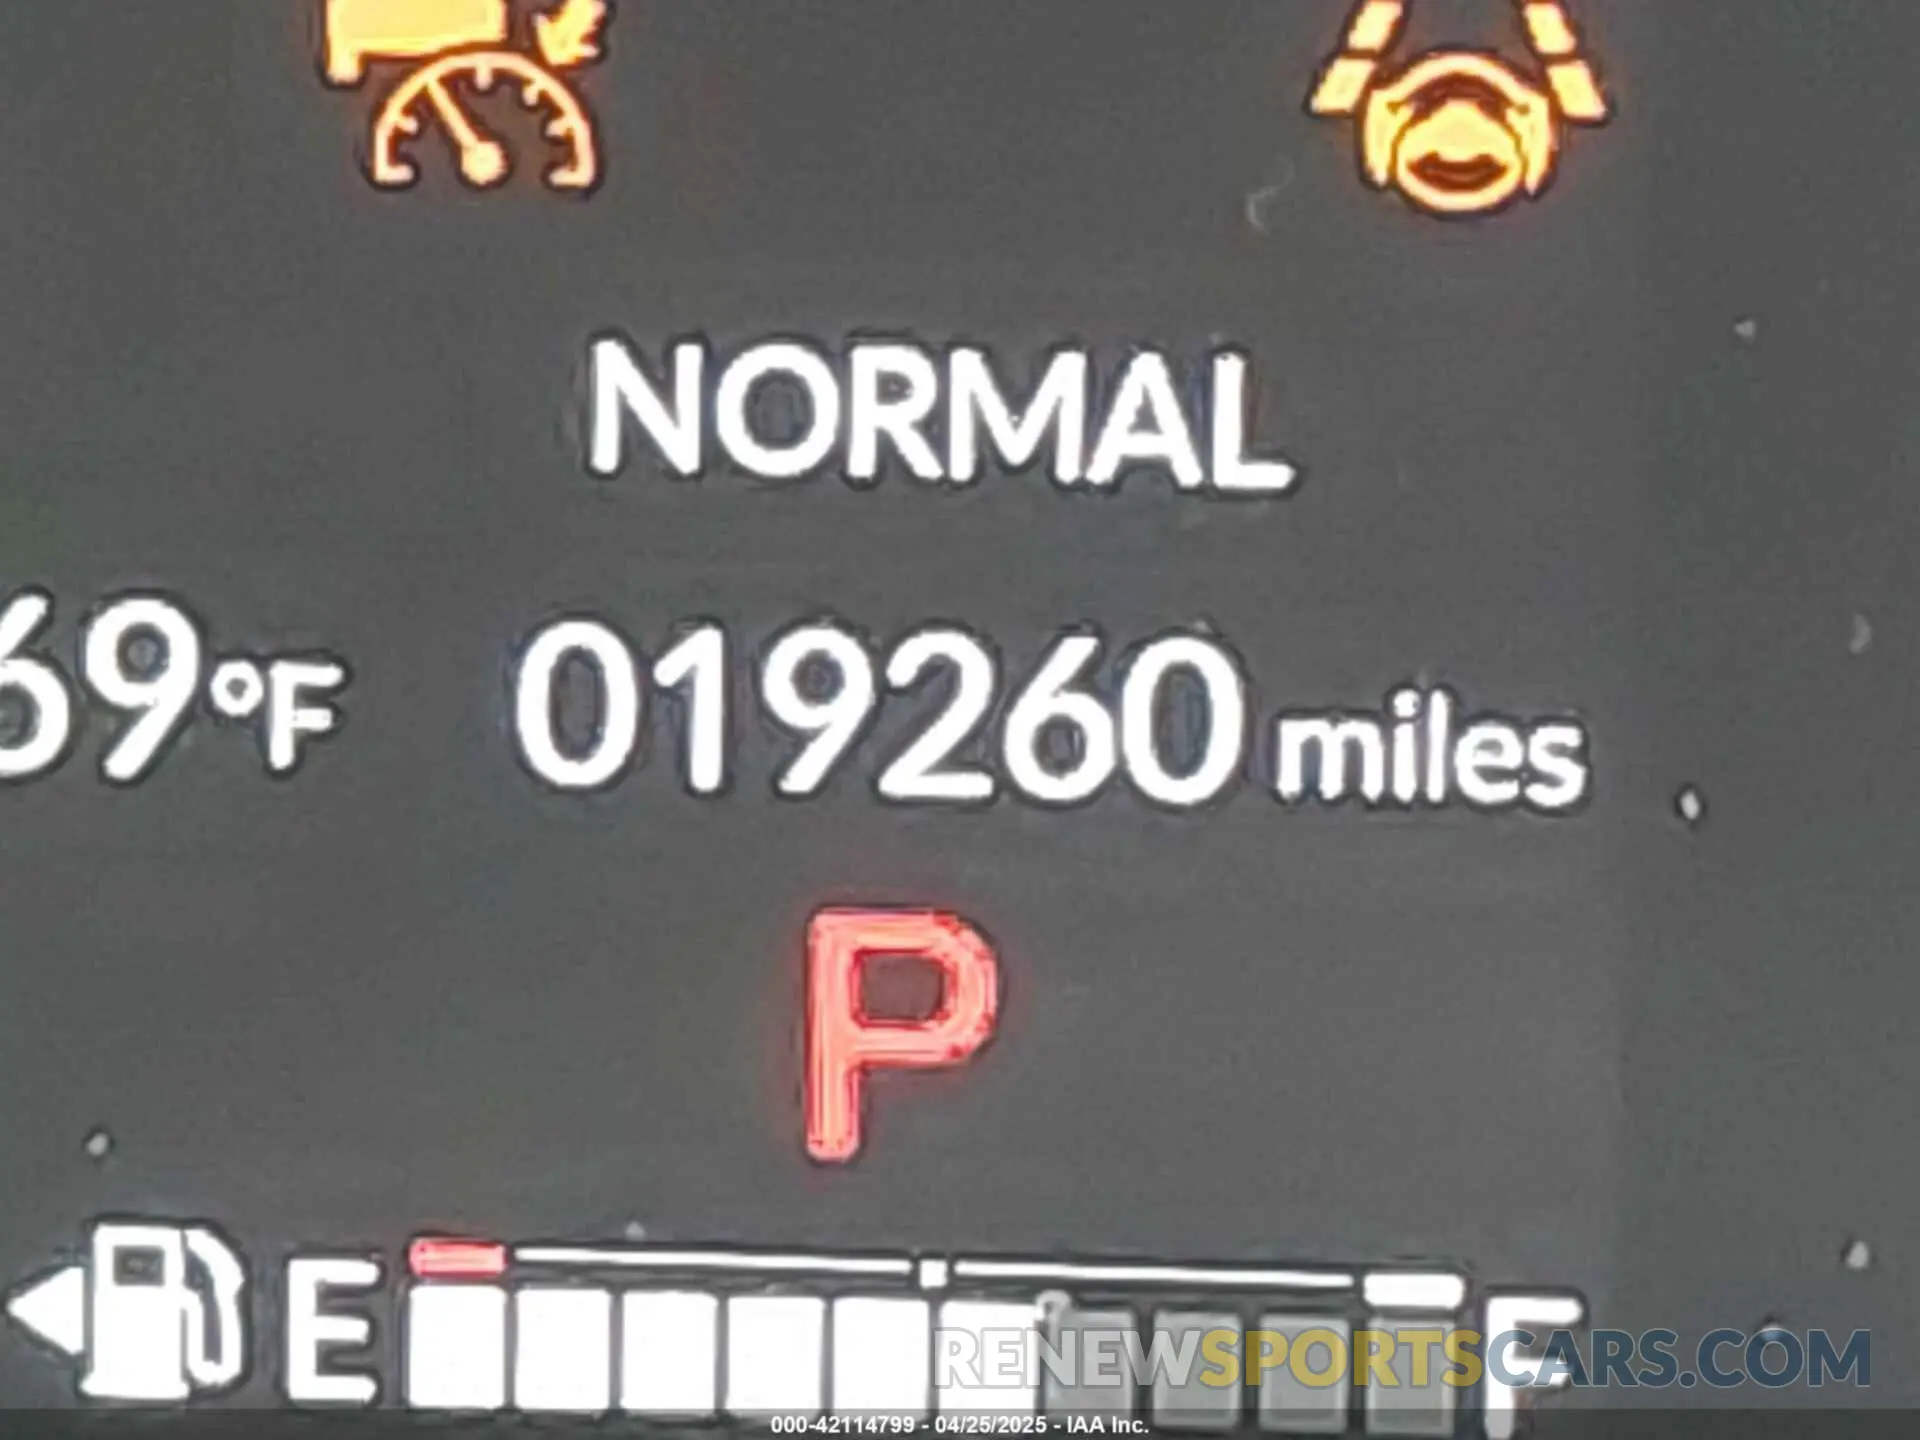 NORMAL
69°F 019260 miles
P
E F
RENEWSPORTSCARS.COM
000-42114799 - 04/25/2025 - IAA Inc.